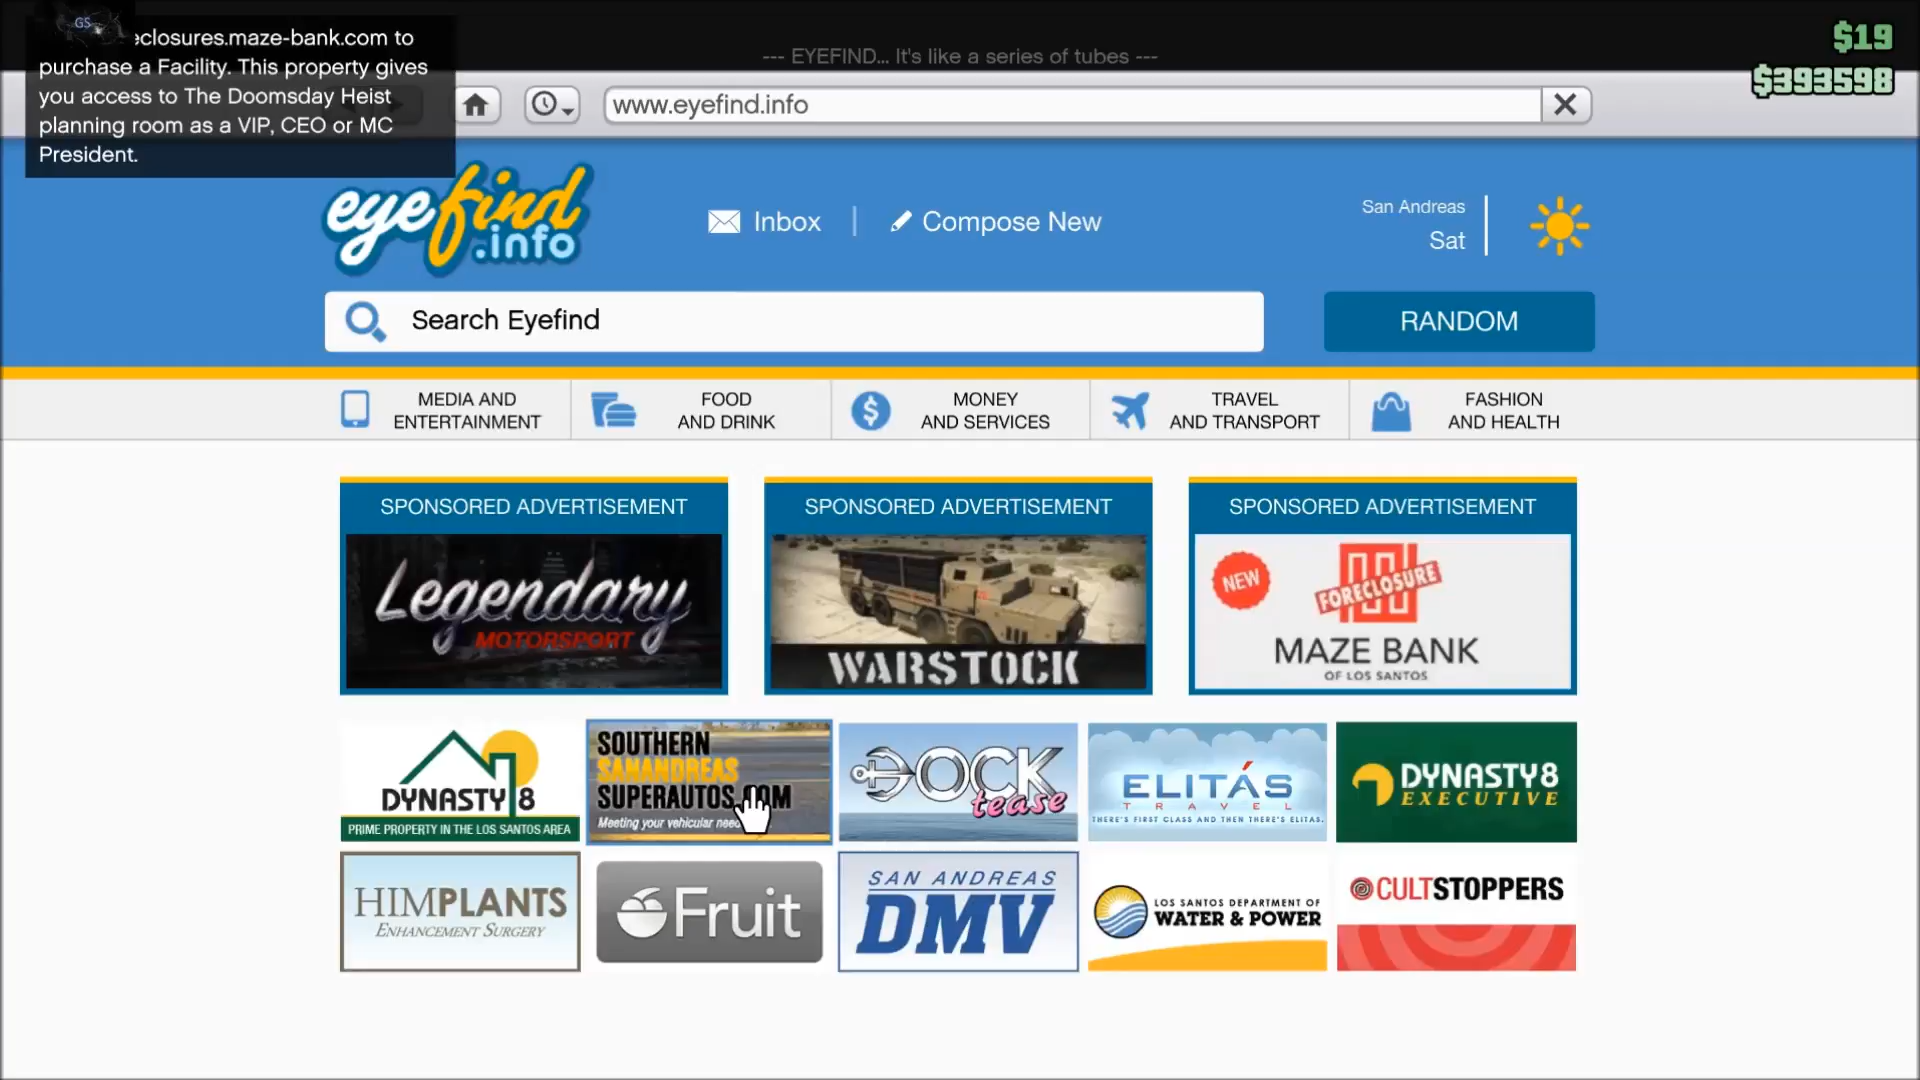 GS
eclosures.maze-bank.com to
purchase a Facility. This property gives
you access to The Doomsday Heist
planning room as a VIP, CEO or MC
President.
--- EYEFIND... It's like a series of tubes ---
$19
$393598
www.eyefind.info
eyefind
.info
Inbox
Compose New
San Andreas
Sat
Search Eyefind
RANDOM
MEDIA AND
ENTERTAINMENT
FOOD
AND DRINK
MONEY
AND SERVICES
TRAVEL
AND TRANSPORT
FASHION
AND HEALTH
SPONSORED ADVERTISEMENT
Legendary
MOTORSPORT
SPONSORED ADVERTISEMENT
WARSTOCK
SPONSORED ADVERTISEMENT
NEW
FORECLOSURE
MAZE BANK
OF LOS SANTOS
DYNASTY 8
PRIME PROPERTY IN THE LOS SANTOS AREA
SOUTHERN
SANANDREAS
SUPERAUTOS.COM
Meeting your vehicular nee
DOCK
tease
ELITÁS
TRAVEL
THERE'S FIRST CLASS AND THEN THERE'S ELITAS.
DYNASTY 8
EXECUTIVE
HIMPLANTS
ENHANCEMENT SURGERY
Fruit
SAN ANDREAS
DMV
LOS SANTOS DEPARTMENT OF
WATER & POWER
CULTSTOPPERS